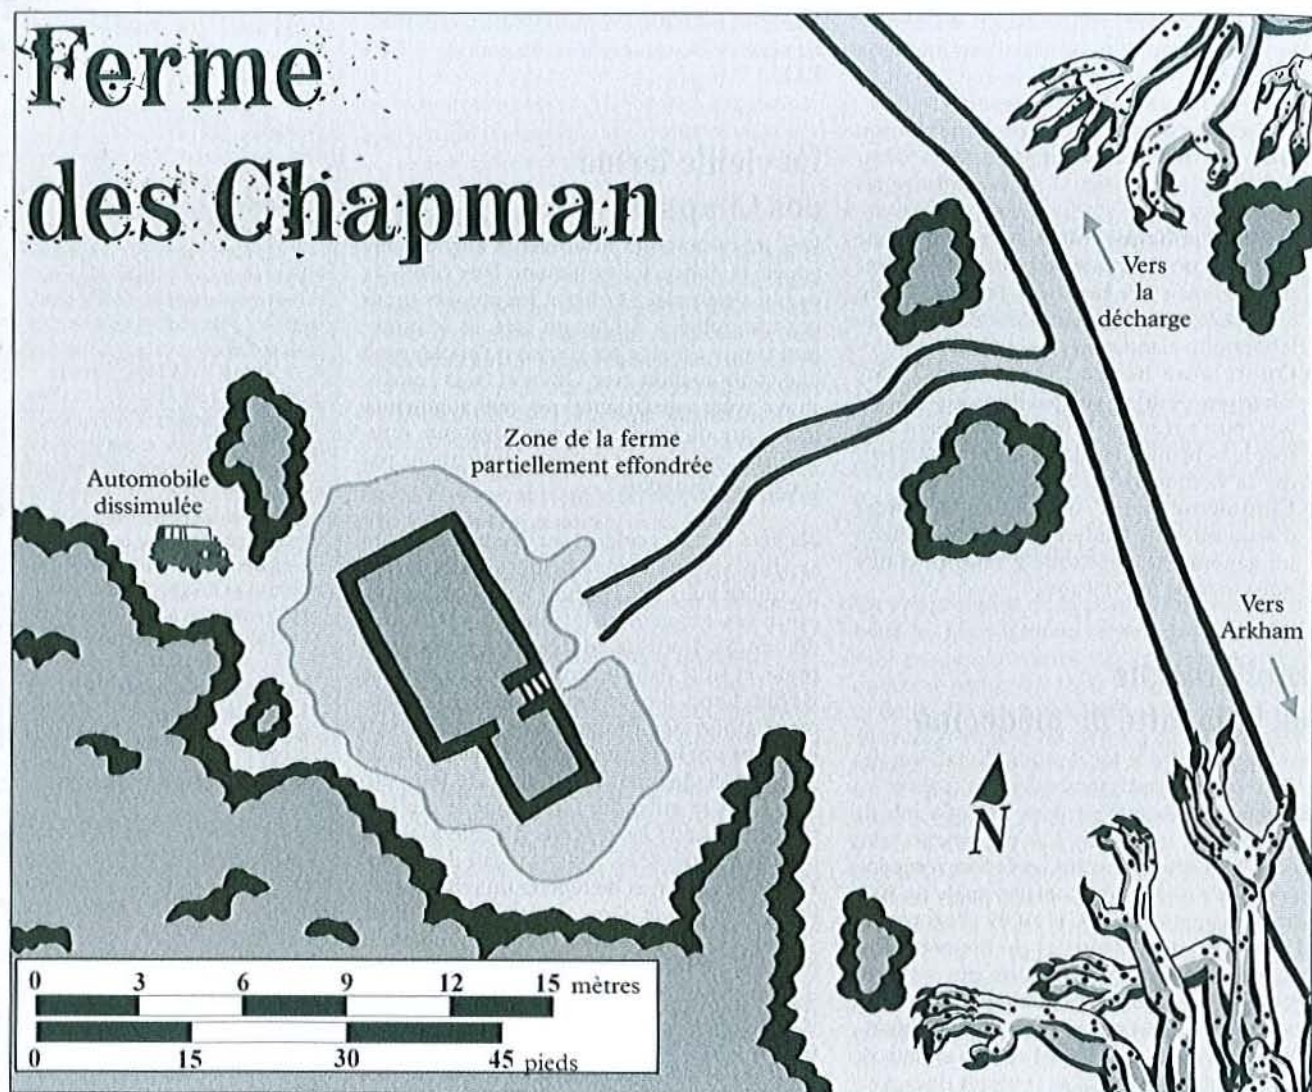 Ferme
des Chapman
Vers
la
décharge
Zone de la ferme
partiellement effondrée
Automobile
dissimulée
Vers
Arkham
N
0 3 6 9 12 15 mètres
0 15 30 45 pieds